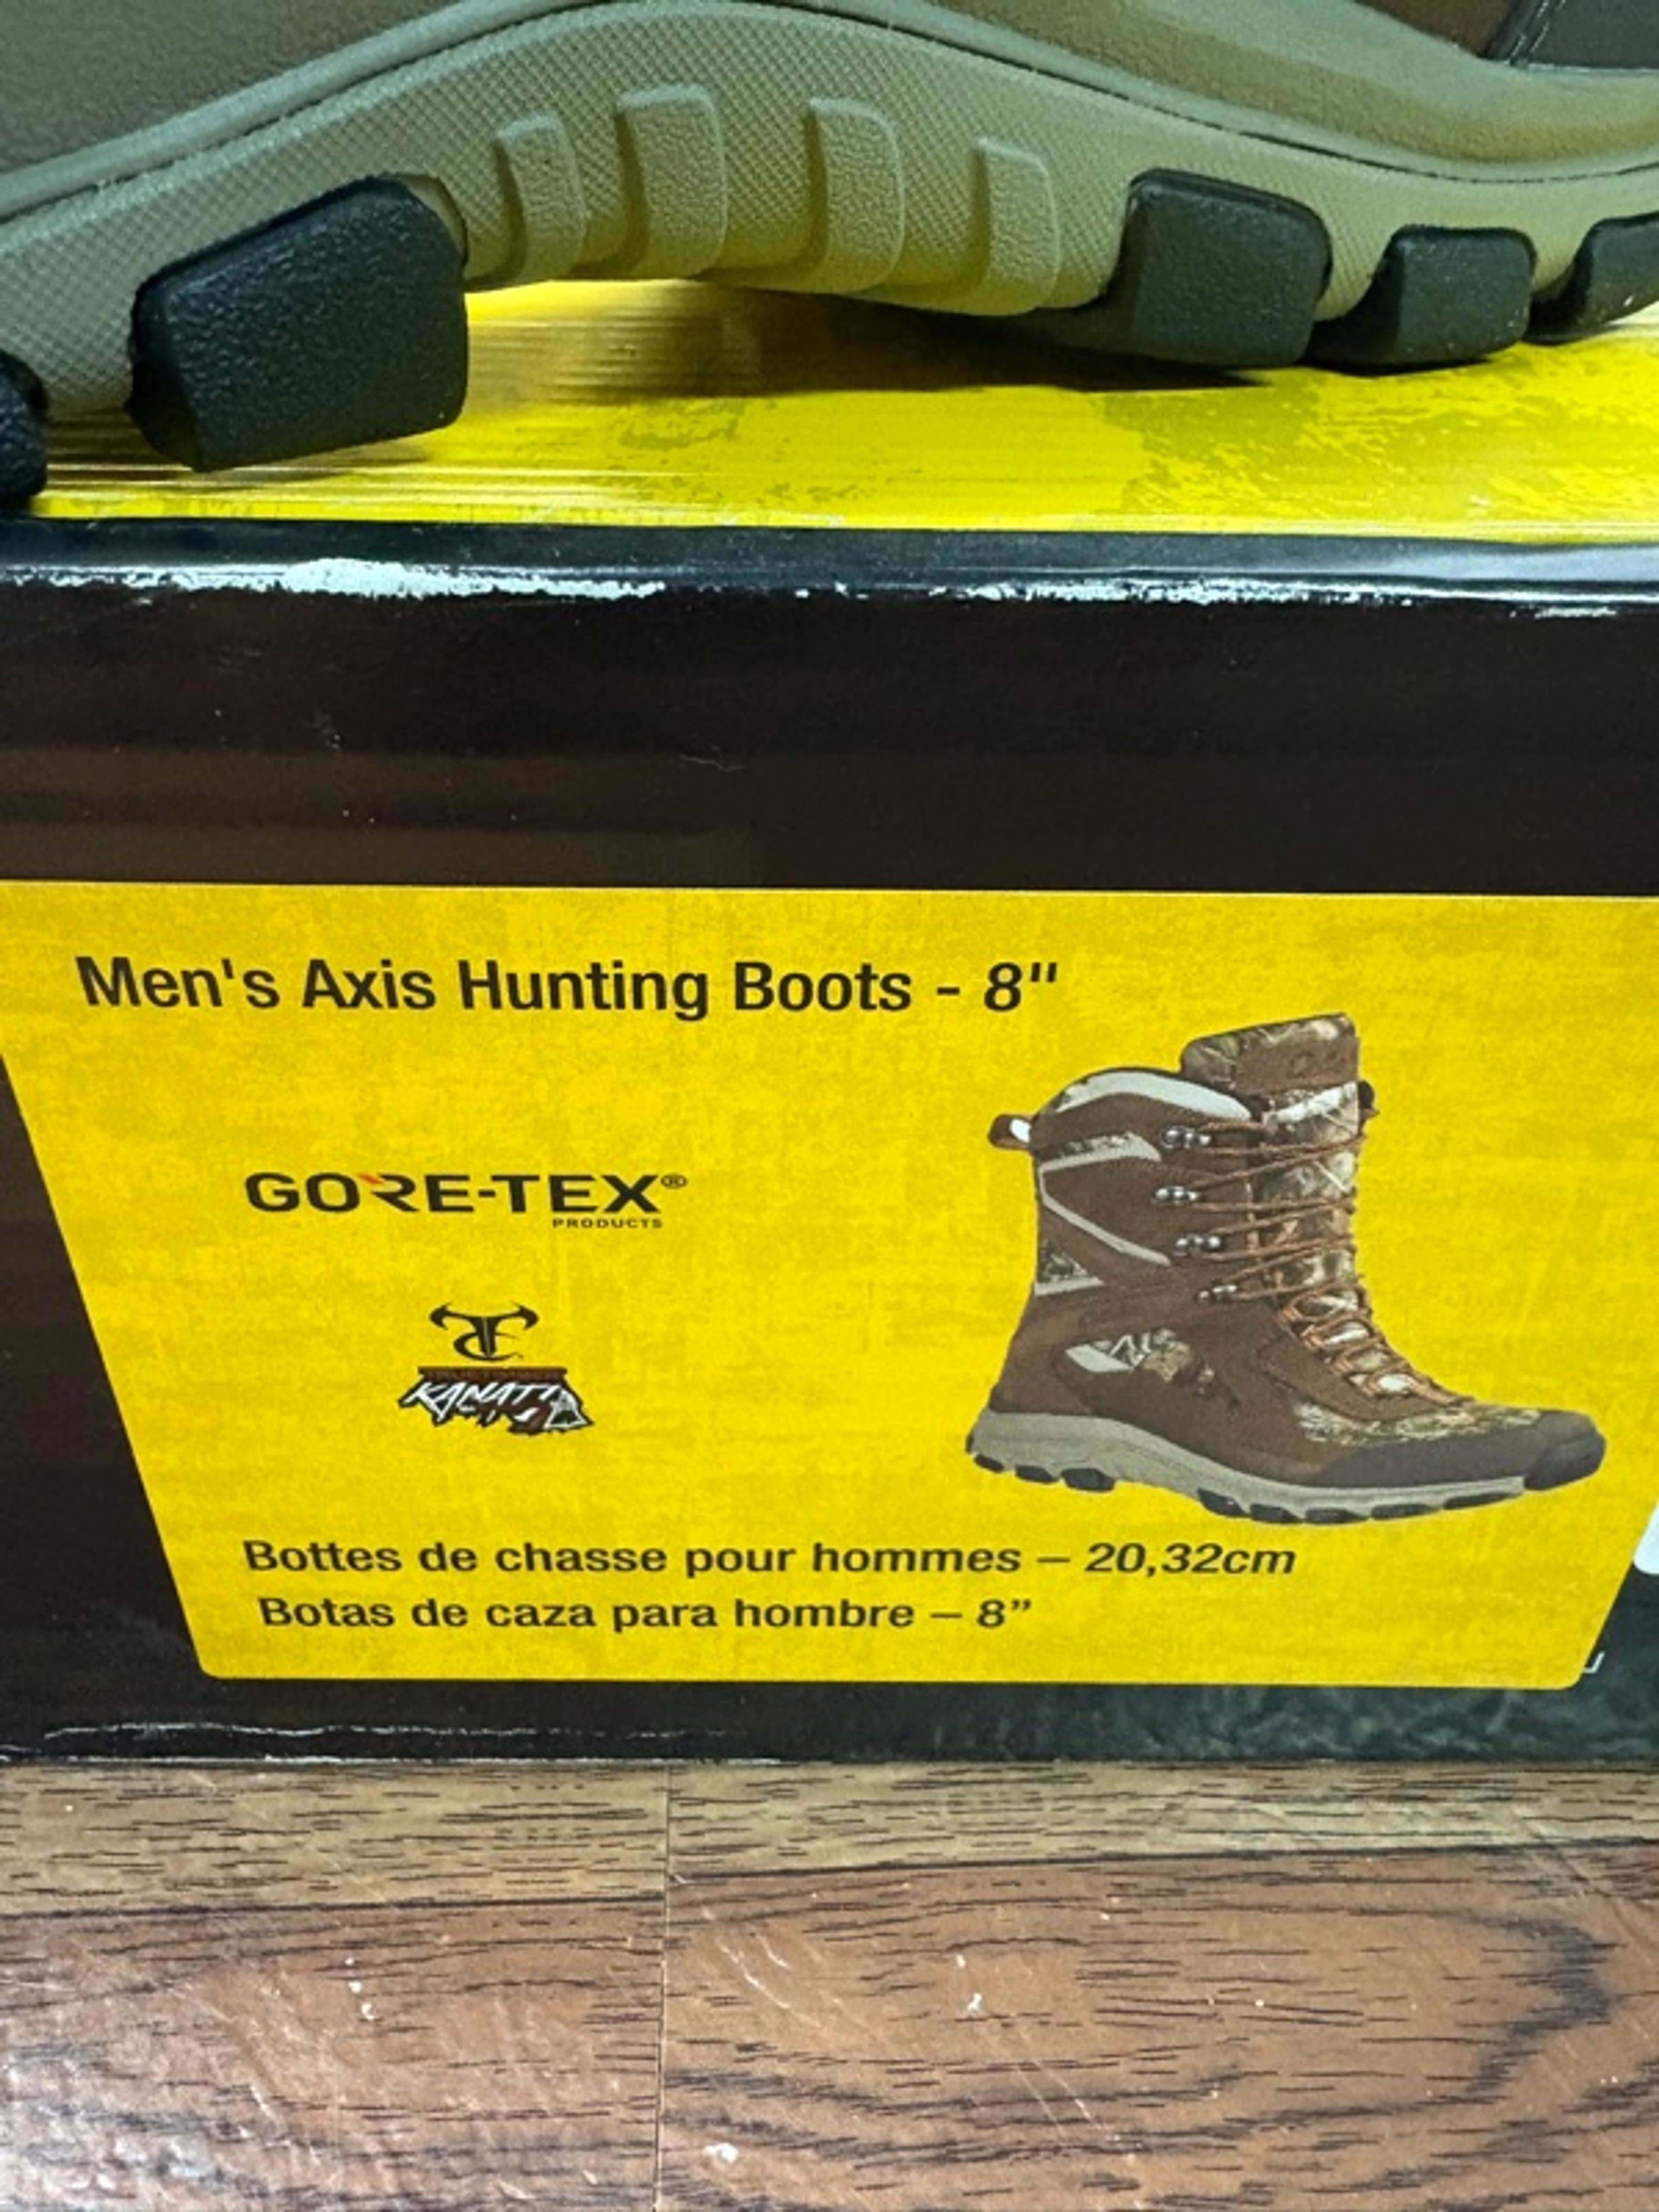 Men's Axis Hunting Boots - 8"
GORE-TEX®
PRODUCTS
KANATI
Bottes de chasse pour hommes – 20,32cm
Botas de caza para hombre – 8”